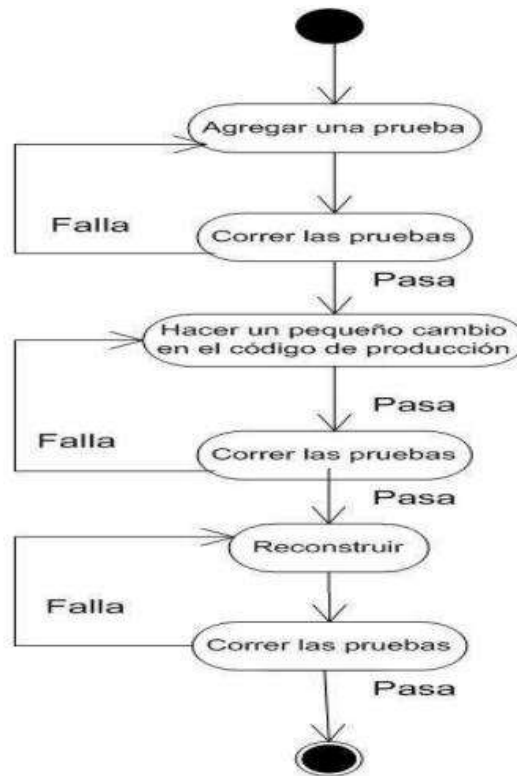 Agregar una prueba
Falla
Correr las pruebas
Pasa
Hacer un pequeño cambio
en el código de producción
Pasa
Falla
Correr las pruebas
Pasa
Reconstruir
Falla
Correr las pruebas
Pasa